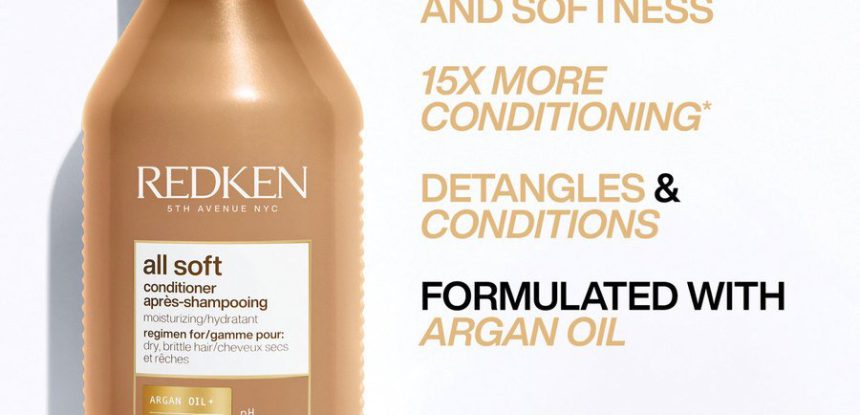 REDKEN
5TH AVENUE NYC
all soft
conditioner
après-shampooing
moisturizing/hydratant
regimen for/gamme pour:
dry, brittle hair/cheveux secs
et rêches
ARGAN OIL+
pH
AND SOFTNESS
15X MORE
CONDITIONING*
DETANGLES &
CONDITIONS
FORMULATED WITH
ARGAN OIL